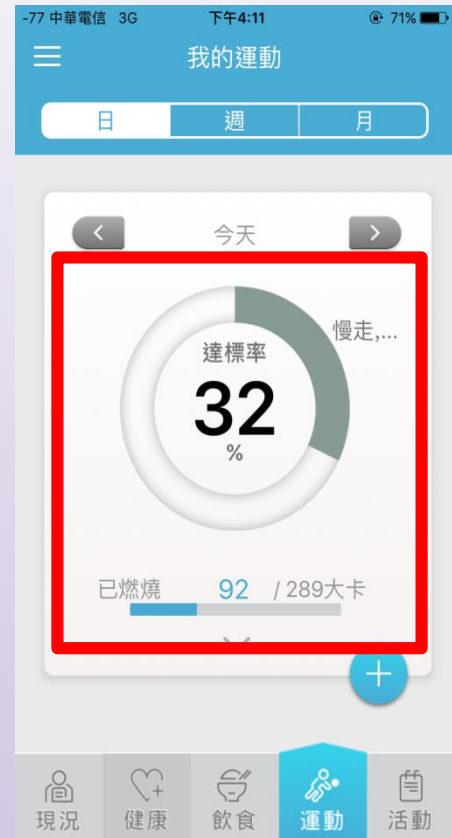 -77 中華電信 3G 下午4:11 71%
我的運動
日 週 月
今天
慢走,...
達標率
32
%
已燃燒 92 / 289大卡
現況 健康 飲食 運動 活動